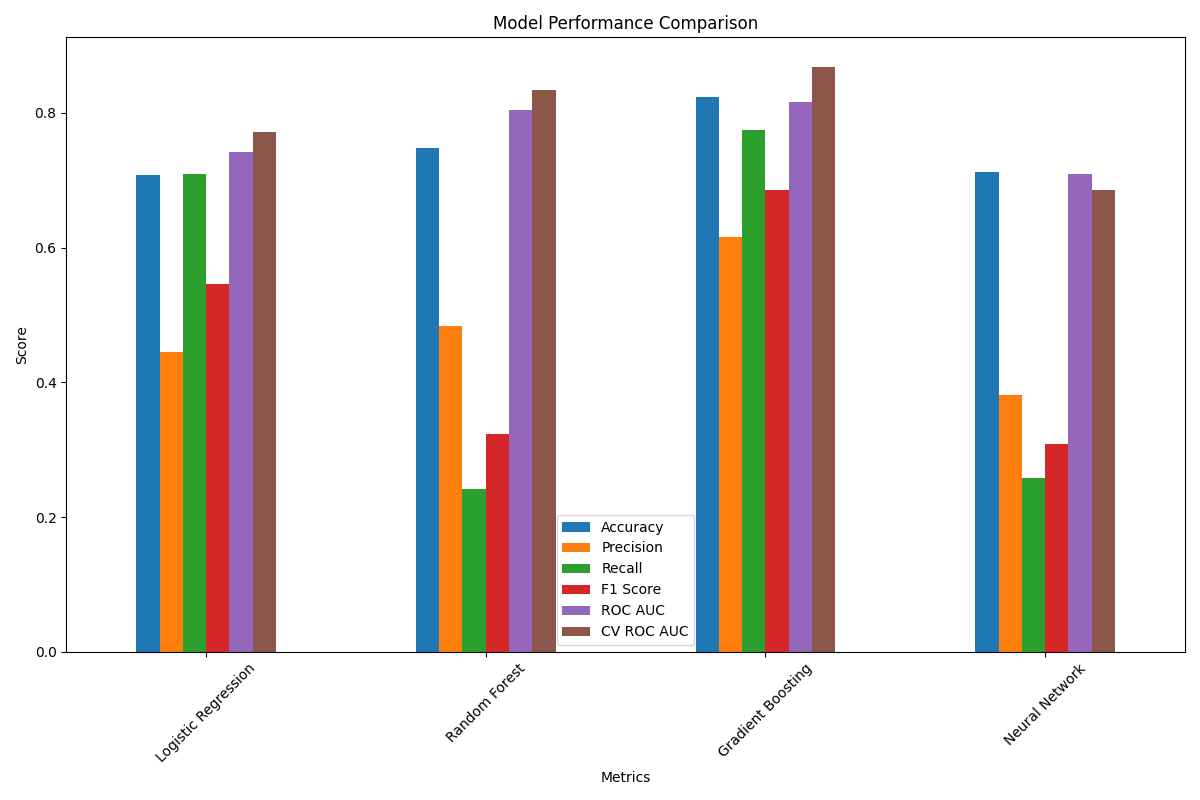 Model Performance Comparison
Score
0.8
0.6
0.4
0.2
0.0
Accuracy
Precision
Recall
F1 Score
ROC AUC
CV ROC AUC
Logistic Regression
Random Forest
Gradient Boosting
Neural Network
Metrics